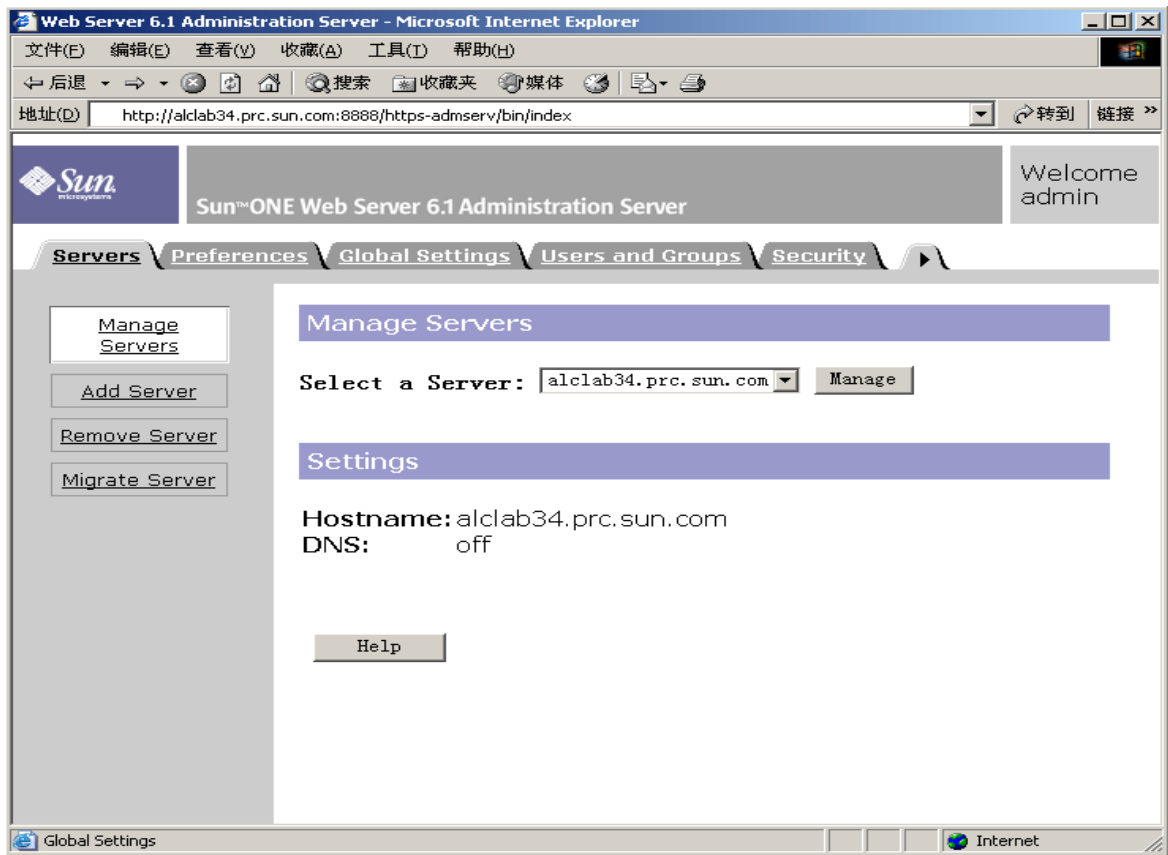 Web Server 6.1 Administration Server - Microsoft Internet Explorer
文件(F) 编辑(E) 查看(V) 收藏(A) 工具(T) 帮助(H)
后退 搜索 收藏夹 媒体
地址(D) http://alclab34.prc.sun.com:8888/https-admserv/bin/index 转到 链接 »
Sun
microsystems
Sun™ONE Web Server 6.1 Administration Server
Welcome
admin
Servers Preferences Global Settings Users and Groups Security
Manage
Servers
Add Server
Remove Server
Migrate Server
Manage Servers
Select a Server: alclab34.prc.sun.com Manage
Settings
Hostname: alclab34.prc.sun.com
DNS: off
Help
Global Settings Internet